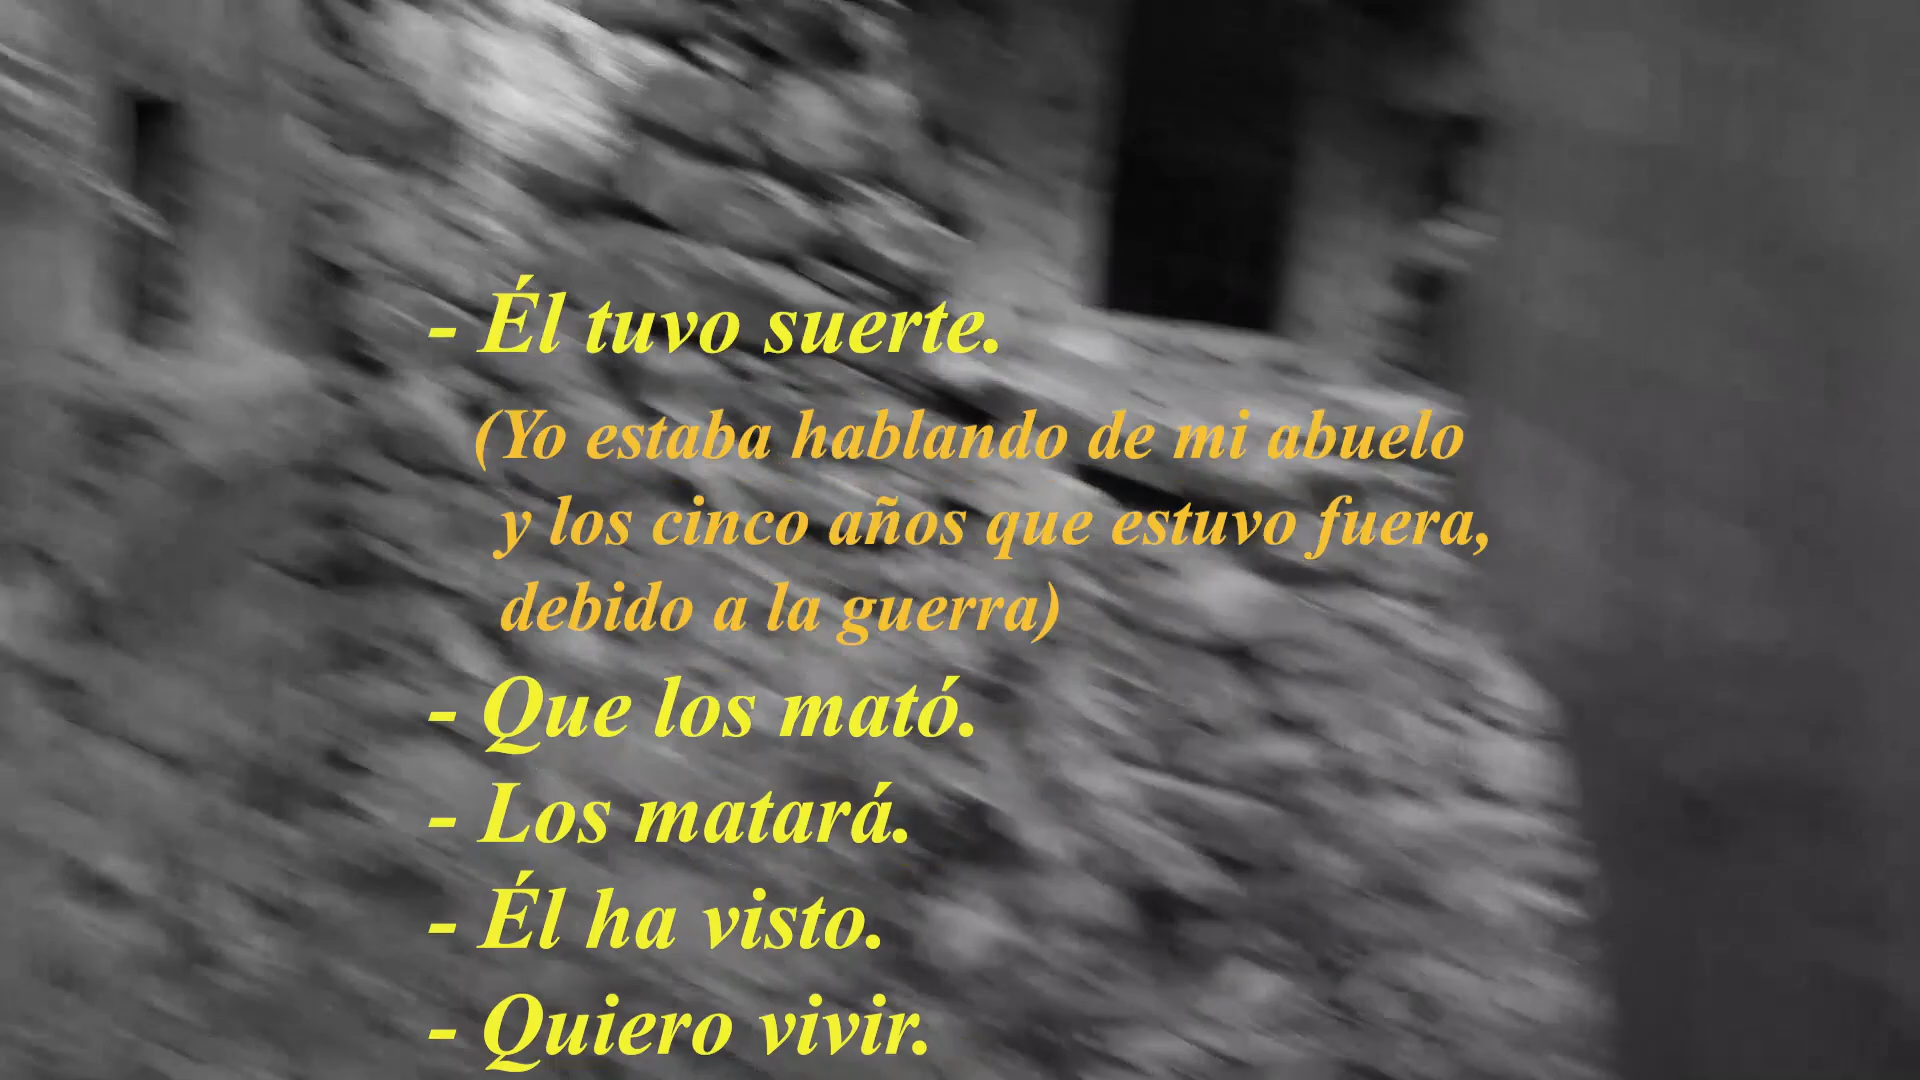 - Él tuvo suerte.
(Yo estaba hablando de mi abuelo
y los cinco años que estuvo fuera,
debido a la guerra)
- Que los mató.
- Los matará.
- Él ha visto.
- Quiero vivir.